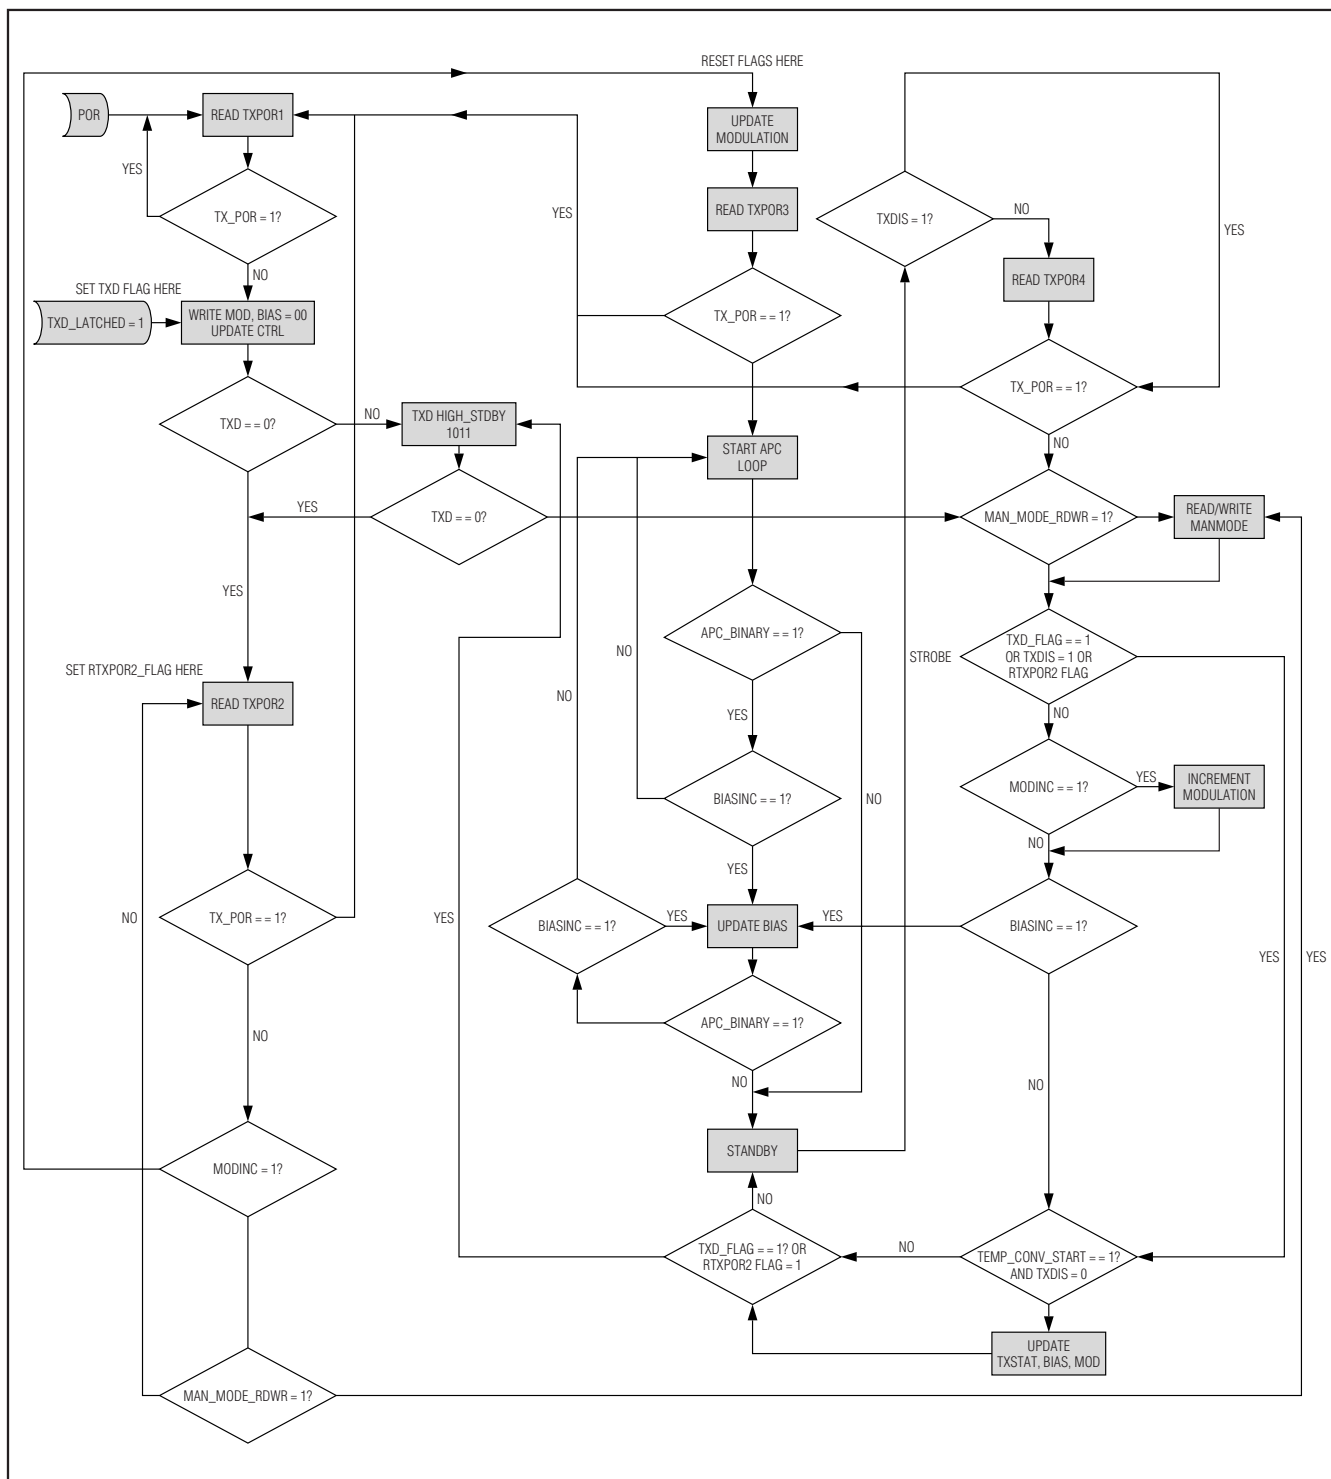 RESET FLAGS HERE
POR
READ TXPOR1
UPDATE
MODULATION
YES
TX_POR = 1?
READ TXPOR3
YES
TXDIS = 1?
NO
YES
NO
READ TXPOR4
SET TXD FLAG HERE
TXD_LATCHED = 1
WRITE MOD, BIAS = 00
UPDATE CTRL
TX_POR = = 1?
TX_POR = = 1?
TXD = = 0?
NO
TXD HIGH_STDBY
1011
START APC
LOOP
NO
YES
TXD = = 0?
MAN_MODE_RDWR = 1?
READ/WRITE
MANMODE
YES
APC_BINARY = = 1?
NO
STROBE
TXD_FLAG = = 1
OR TXDIS = 1 OR
RTXPOR2 FLAG
SET RTXPOR2_FLAG HERE
READ TXPOR2
NO
YES
NO
BIASINC = = 1?
NO
MODINC = = 1?
YES
INCREMENT
MODULATION
NO
YES
NO
TX_POR = = 1?
YES
BIASINC = = 1?
YES
UPDATE BIAS
YES
BIASINC = = 1?
YES
YES
NO
APC_BINARY = = 1?
NO
NO
STANDBY
MODINC = 1?
NO
TXD_FLAG = = 1? OR
RTXPOR2 FLAG = 1
NO
TEMP_CONV_START = = 1?
AND TXDIS = 0
UPDATE
TXSTAT, BIAS, MOD
MAN_MODE_RDWR = 1?